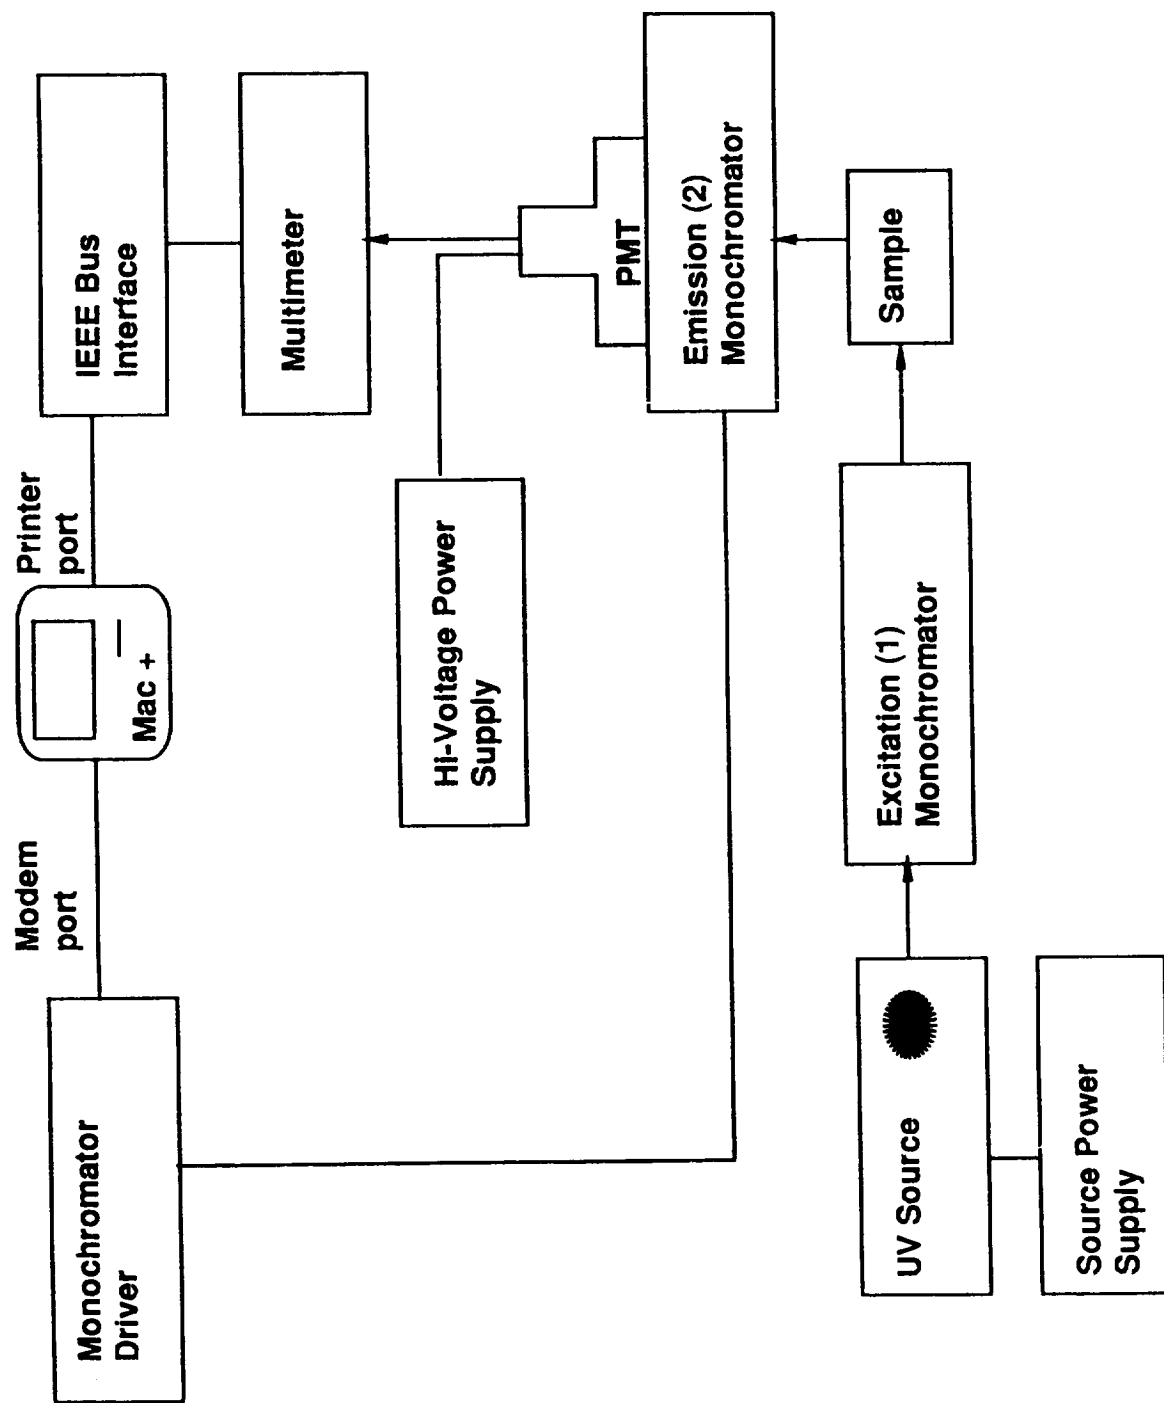 Modem
port
Printer
port
Monochromator
Driver
Mac +
IEEE Bus
Interface
Multimeter
Hi-Voltage Power
Supply
PMT
Emission (2)
Monochromator
UV Source
Excitation (1)
Monochromator
Sample
Source Power
Supply